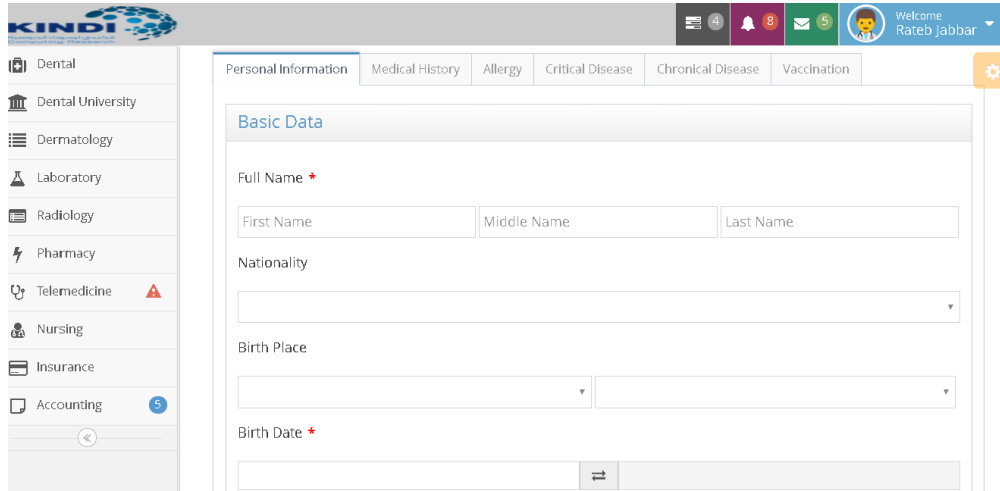 KINDI
Computing Research
4
8
5
Welcome
Rateb Jabbar
Dental
Dental University
Dermatology
Laboratory
Radiology
Pharmacy
Telemedicine
Nursing
Insurance
Accounting 5
Personal Information Medical History Allergy Critical Disease Chronical Disease Vaccination
Basic Data
Full Name *
First Name Middle Name Last Name
Nationality
Birth Place
Birth Date *